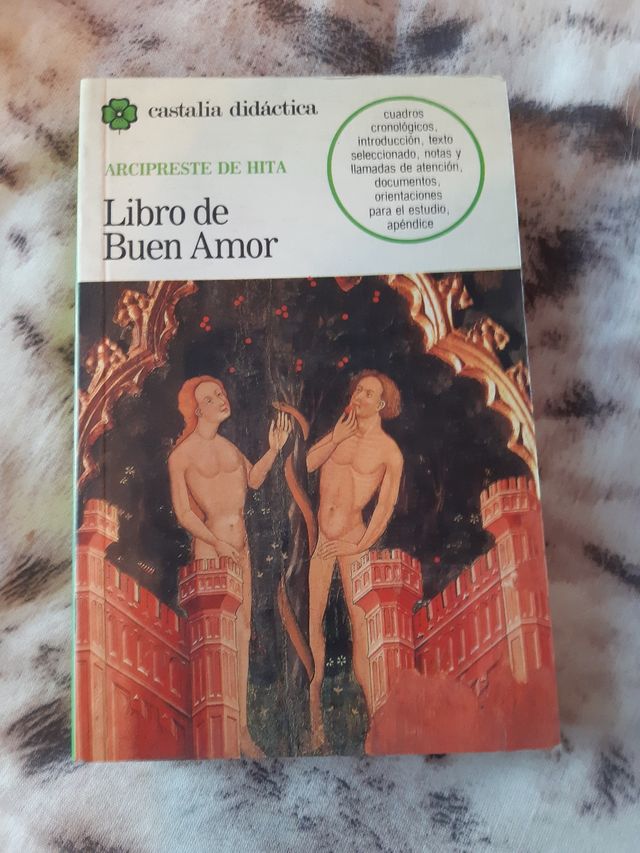 castalia didáctica
ARCIPRESTE DE HITA
Libro de
Buen Amor
cuadros
cronológicos,
introducción, texto
seleccionado, notas y
llamadas de atención,
documentos,
orientaciones
para el estudio,
apéndice